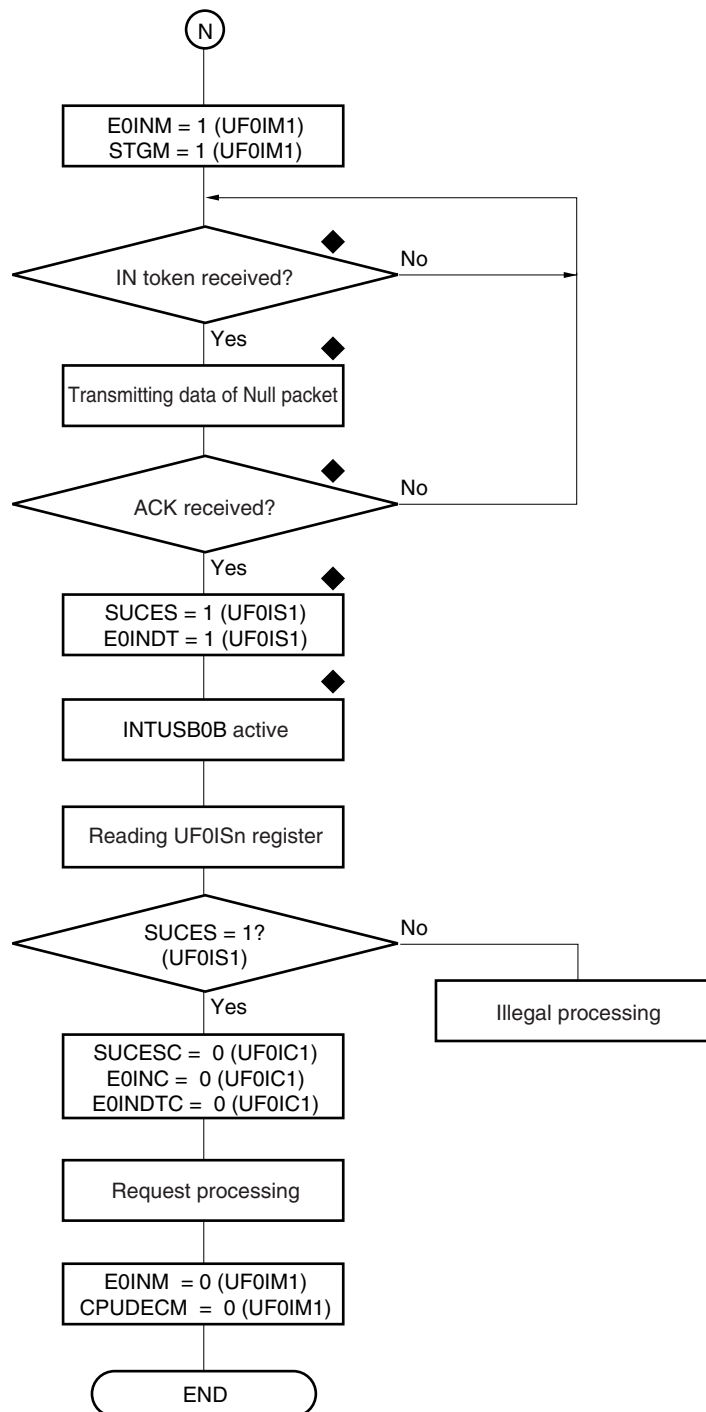 N
E0INM = 1 (UF0IM1)
STGM = 1 (UF0IM1)
IN token received?
No
Yes
Transmitting data of Null packet
ACK received?
No
Yes
SUCES = 1 (UF0IS1)
E0INDT = 1 (UF0IS1)
INTUSB0B active
Reading UF0ISn register
SUCES = 1?
(UF0IS1)
No
Yes
Illegal processing
SUCESC = 0 (UF0IC1)
E0INC = 0 (UF0IC1)
E0INDTC = 0 (UF0IC1)
Request processing
E0INM = 0 (UF0IM1)
CPUDECM = 0 (UF0IM1)
END